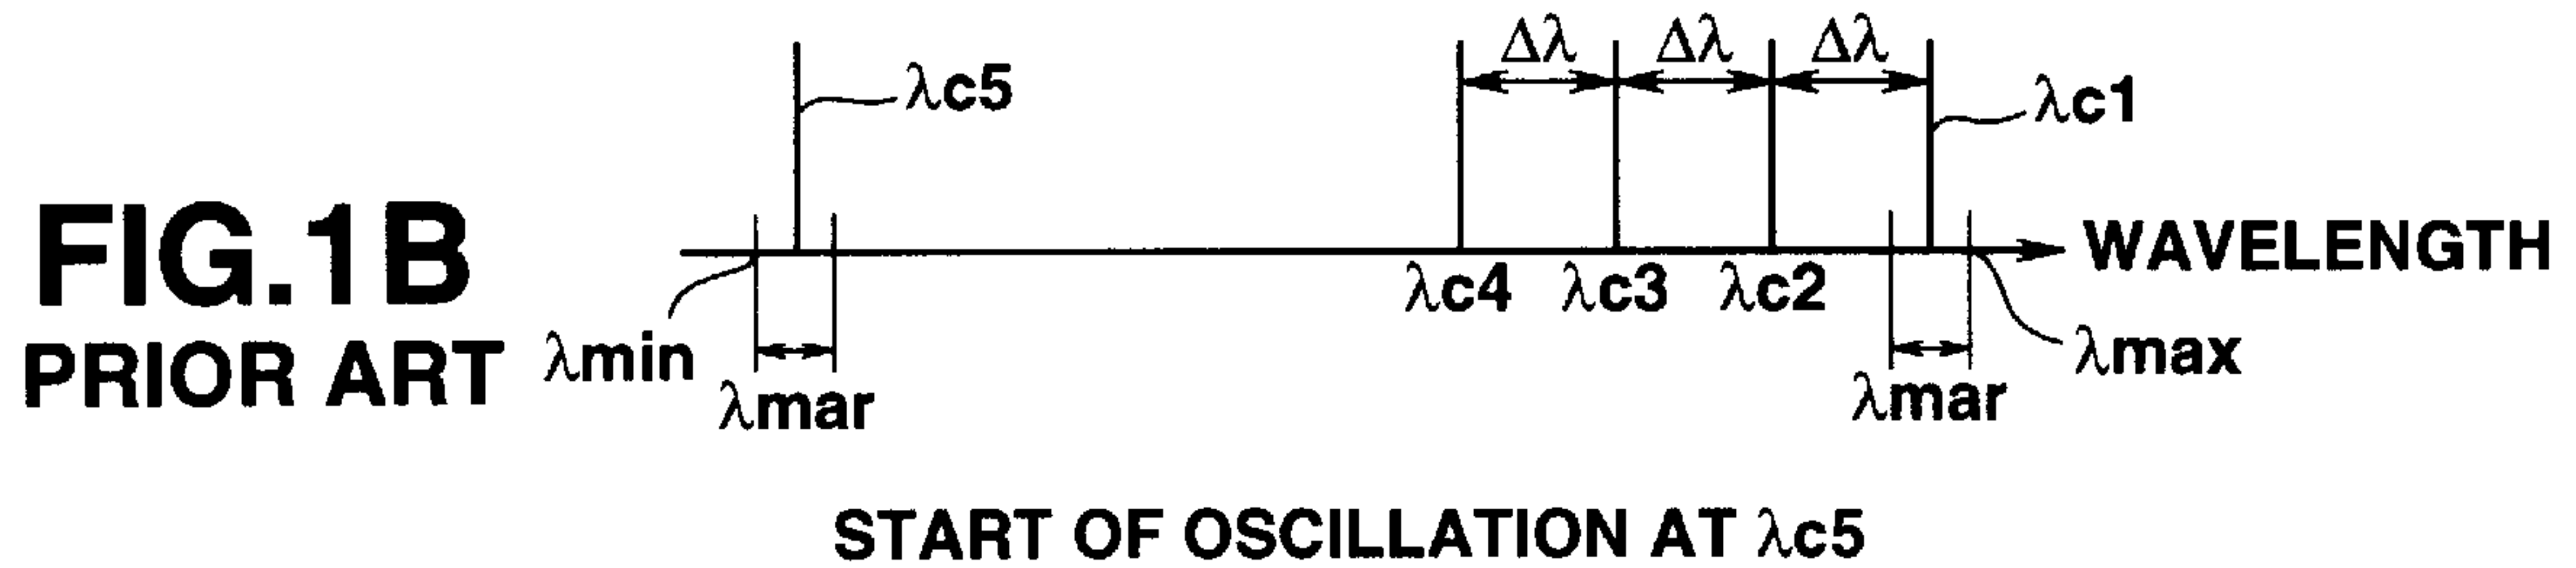 Δλ Δλ Δλ
λc5
λc1
FIG.1B
PRIOR ART
WAVELENGTH
λc4 λc3 λc2
λmin
λmax
λmar
λmar
START OF OSCILLATION AT λc5